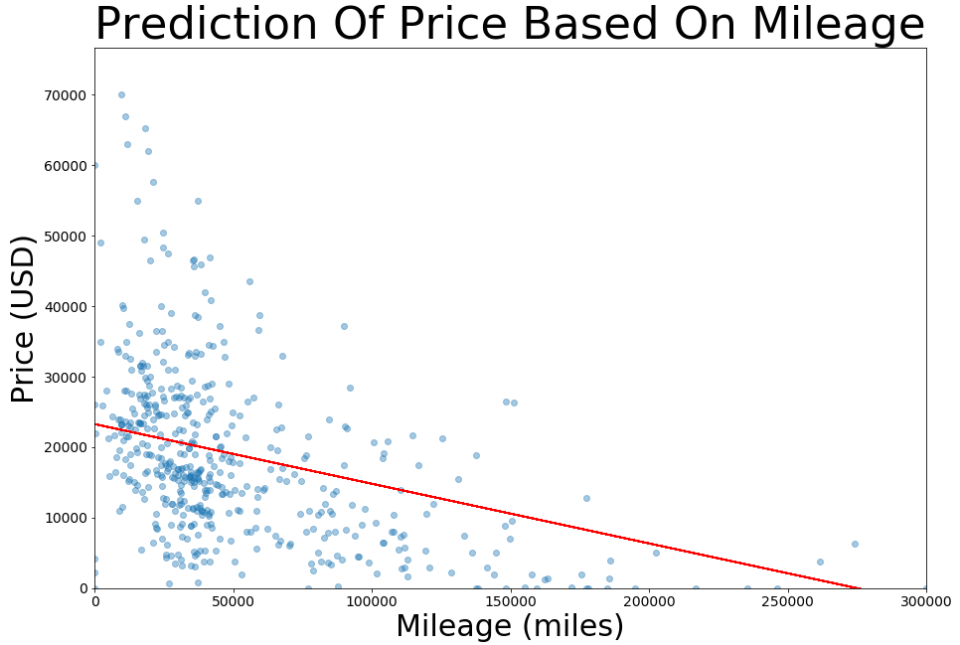 Prediction Of Price Based On Mileage
Price (USD)
70000
60000
50000
40000
30000
20000
10000
0
0 50000 100000 150000 200000 250000 300000
Mileage (miles)